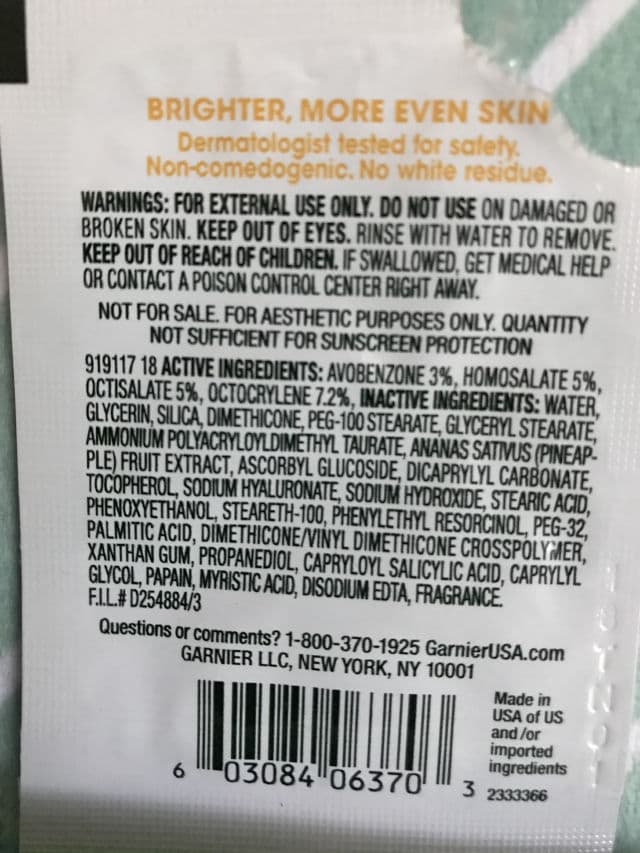 BRIGHTER, MORE EVEN SKIN
Dermatologist tested for safety.
Non-comedogenic. No white residue.
WARNINGS: FOR EXTERNAL USE ONLY. DO NOT USE ON DAMAGED OR
BROKEN SKIN. KEEP OUT OF EYES. RINSE WITH WATER TO REMOVE.
KEEP OUT OF REACH OF CHILDREN. IF SWALLOWED, GET MEDICAL HELP
OR CONTACT A POISON CONTROL CENTER RIGHT AWAY.
NOT FOR SALE. FOR AESTHETIC PURPOSES ONLY. QUANTITY
NOT SUFFICIENT FOR SUNSCREEN PROTECTION
919117 18 ACTIVE INGREDIENTS: AVOBENZONE 3%, HOMOSALATE 5%,
OCTISALATE 5%, OCTOCRYLENE 7.2%, INACTIVE INGREDIENTS: WATER,
GLYCERIN, SILICA, DIMETHICONE, PEG-100 STEARATE, GLYCERYL STEARATE,
AMMONIUM POLYACRYLOYLDIMETHYL TAURATE, ANANAS SATIVUS (PINEAP-
PLE) FRUIT EXTRACT, ASCORBYL GLUCOSIDE, DICAPRYLYL CARBONATE,
TOCOPHEROL, SODIUM HYALURONATE, SODIUM HYDROXIDE, STEARIC ACID,
PHENOXYETHANOL, STEARETH-100, PHENYLETHYL RESORCINOL, PEG-32,
PALMITIC ACID, DIMETHICONE/VINYL DIMETHICONE CROSSPOLYMER,
XANTHAN GUM, PROPANEDIOL, CAPRYLOYL SALICYLIC ACID, CAPRYLYL
GLYCOL, PAPAIN, MYRISTIC ACID, DISODIUM EDTA, FRAGRANCE.
F.I.L.# D254884/3
Questions or comments? 1-800-370-1925 GarnierUSA.com
GARNIER LLC, NEW YORK, NY 10001
Made in
USA of US
and /or
imported
ingredients
6 03084 06370 3
2333366